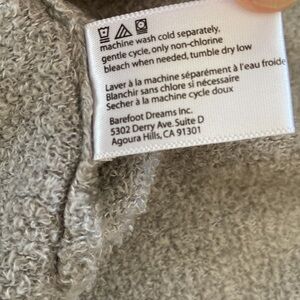 machine wash cold separately,
gentle cycle, only non-chlorine
bleach when needed, tumble dry low
Laver à la machine séparément à l'eau froide
Blanchir sans chlore si nécessaire
Secher à la machine cycle doux
Barefoot Dreams Inc.
5302 Derry Ave. Suite D
Agoura Hills, CA 91301